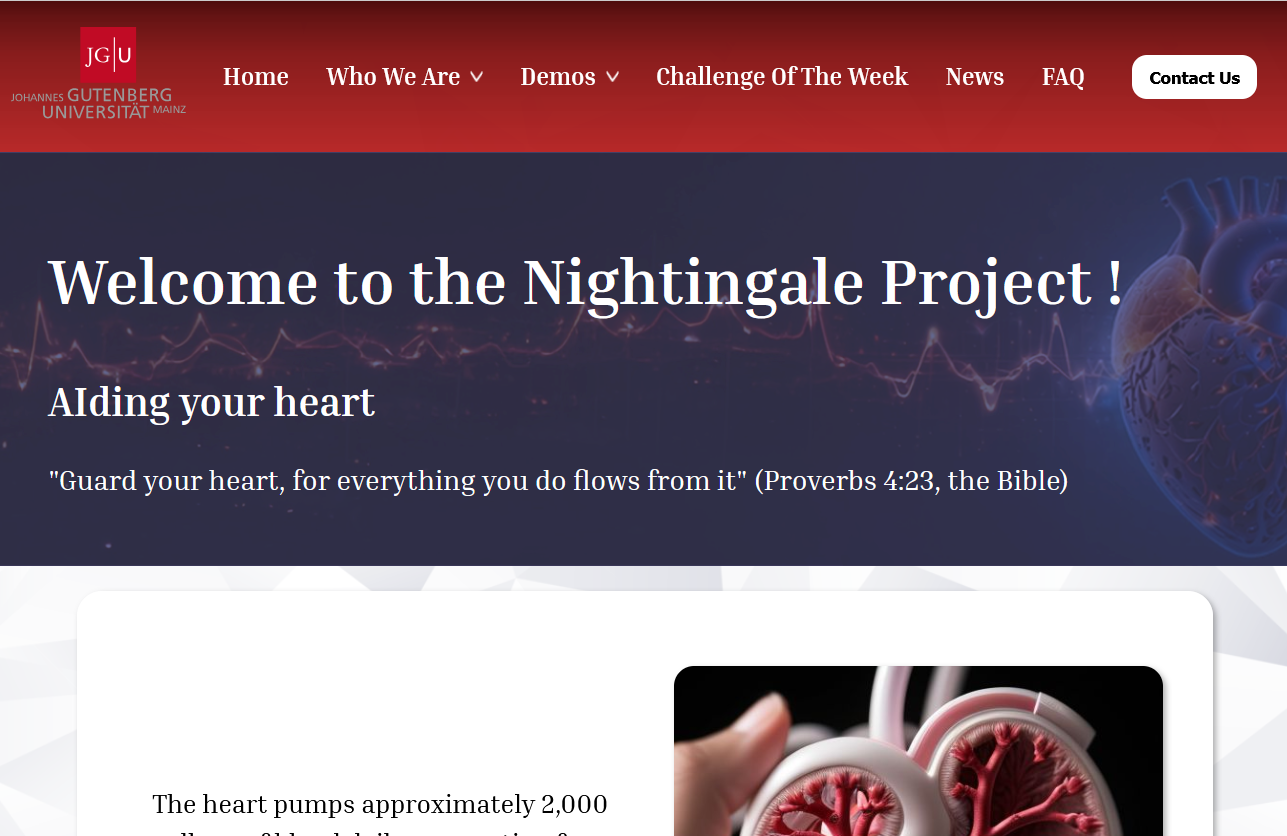 JG|U
JOHANNES GUTENBERG
UNIVERSITÄT MAINZ
Home Who We Are Demos Challenge Of The Week News FAQ Contact Us
Welcome to the Nightingale Project !
AIding your heart
"Guard your heart, for everything you do flows from it" (Proverbs 4:23, the Bible)
The heart pumps approximately 2,000